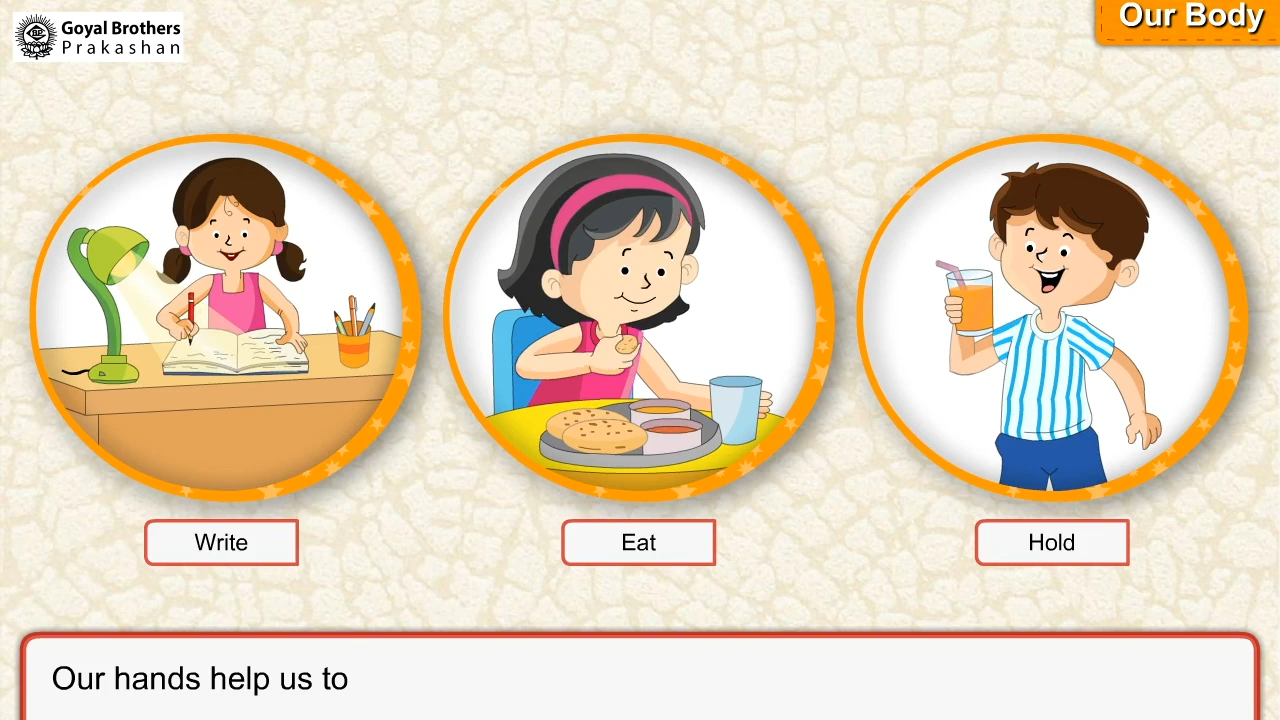 Goyal Brothers
Prakashan
Our Body
Write
Eat
Hold
Our hands help us to